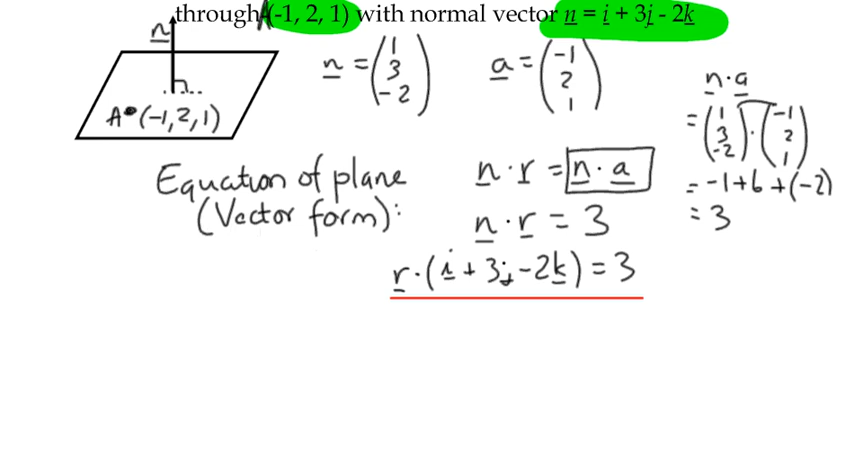 through A(-1, 2, 1) with normal vector n = i + 3j - 2k
n
A (-1,2,1)
n = (1 3 -2)
a = (-1 2 1)
n · a
= (1 3 -2) · (-1 2 1)
= -1+6+(-2)
= 3
Equation of plane
(Vector form):
n · r = n · a
n · r = 3
r · (i + 3j - 2k) = 3